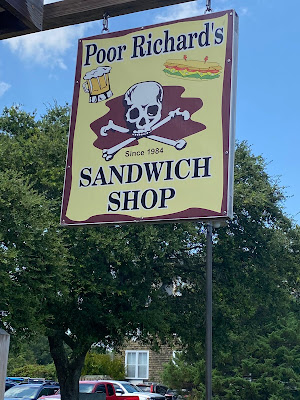 Poor Richard's
Since 1984
SANDWICH
SHOP